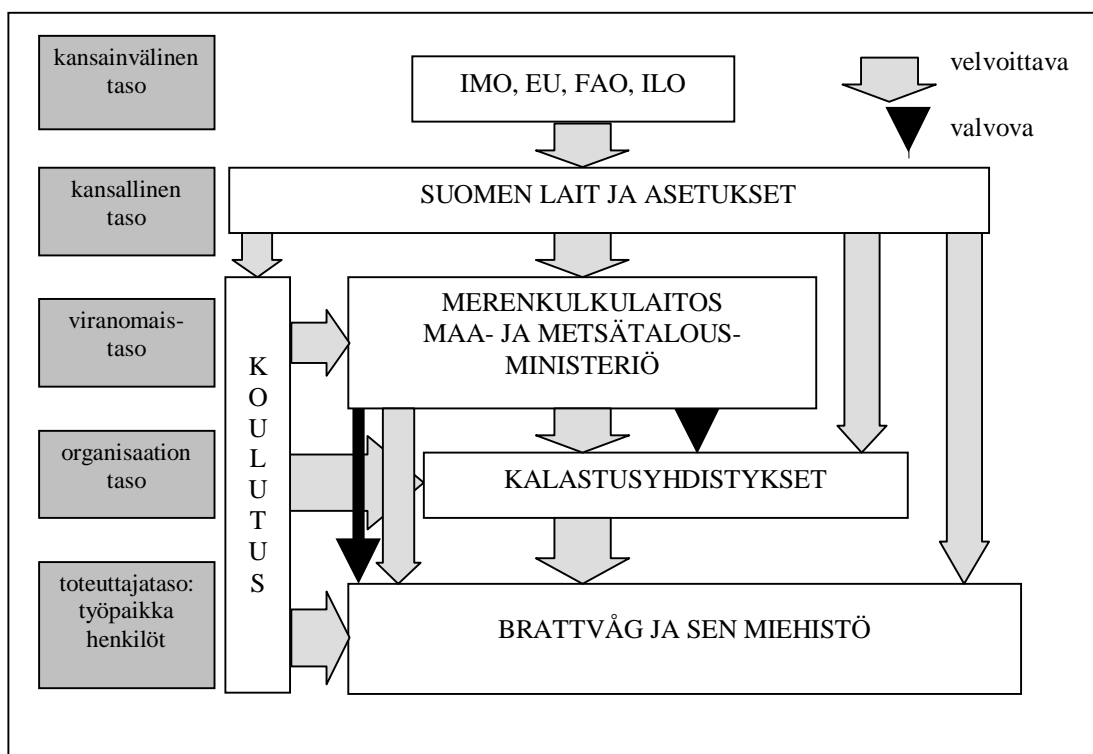 kansainvälinen
taso
IMO, EU, FAO, ILO
velvoittava
valvova
kansallinen
taso
SUOMEN LAIT JA ASETUKSET
viranomais-
taso
MERENKULKULAITOS
MAA- JA METSÄTALOUS-
MINISTERIÖ
K
O
U
L
U
T
U
S
organisaation
taso
KALASTUSYHDISTYKSET
toteuttajataso:
työpaikka
henkilöt
BRATTVÅG JA SEN MIEHISTÖ